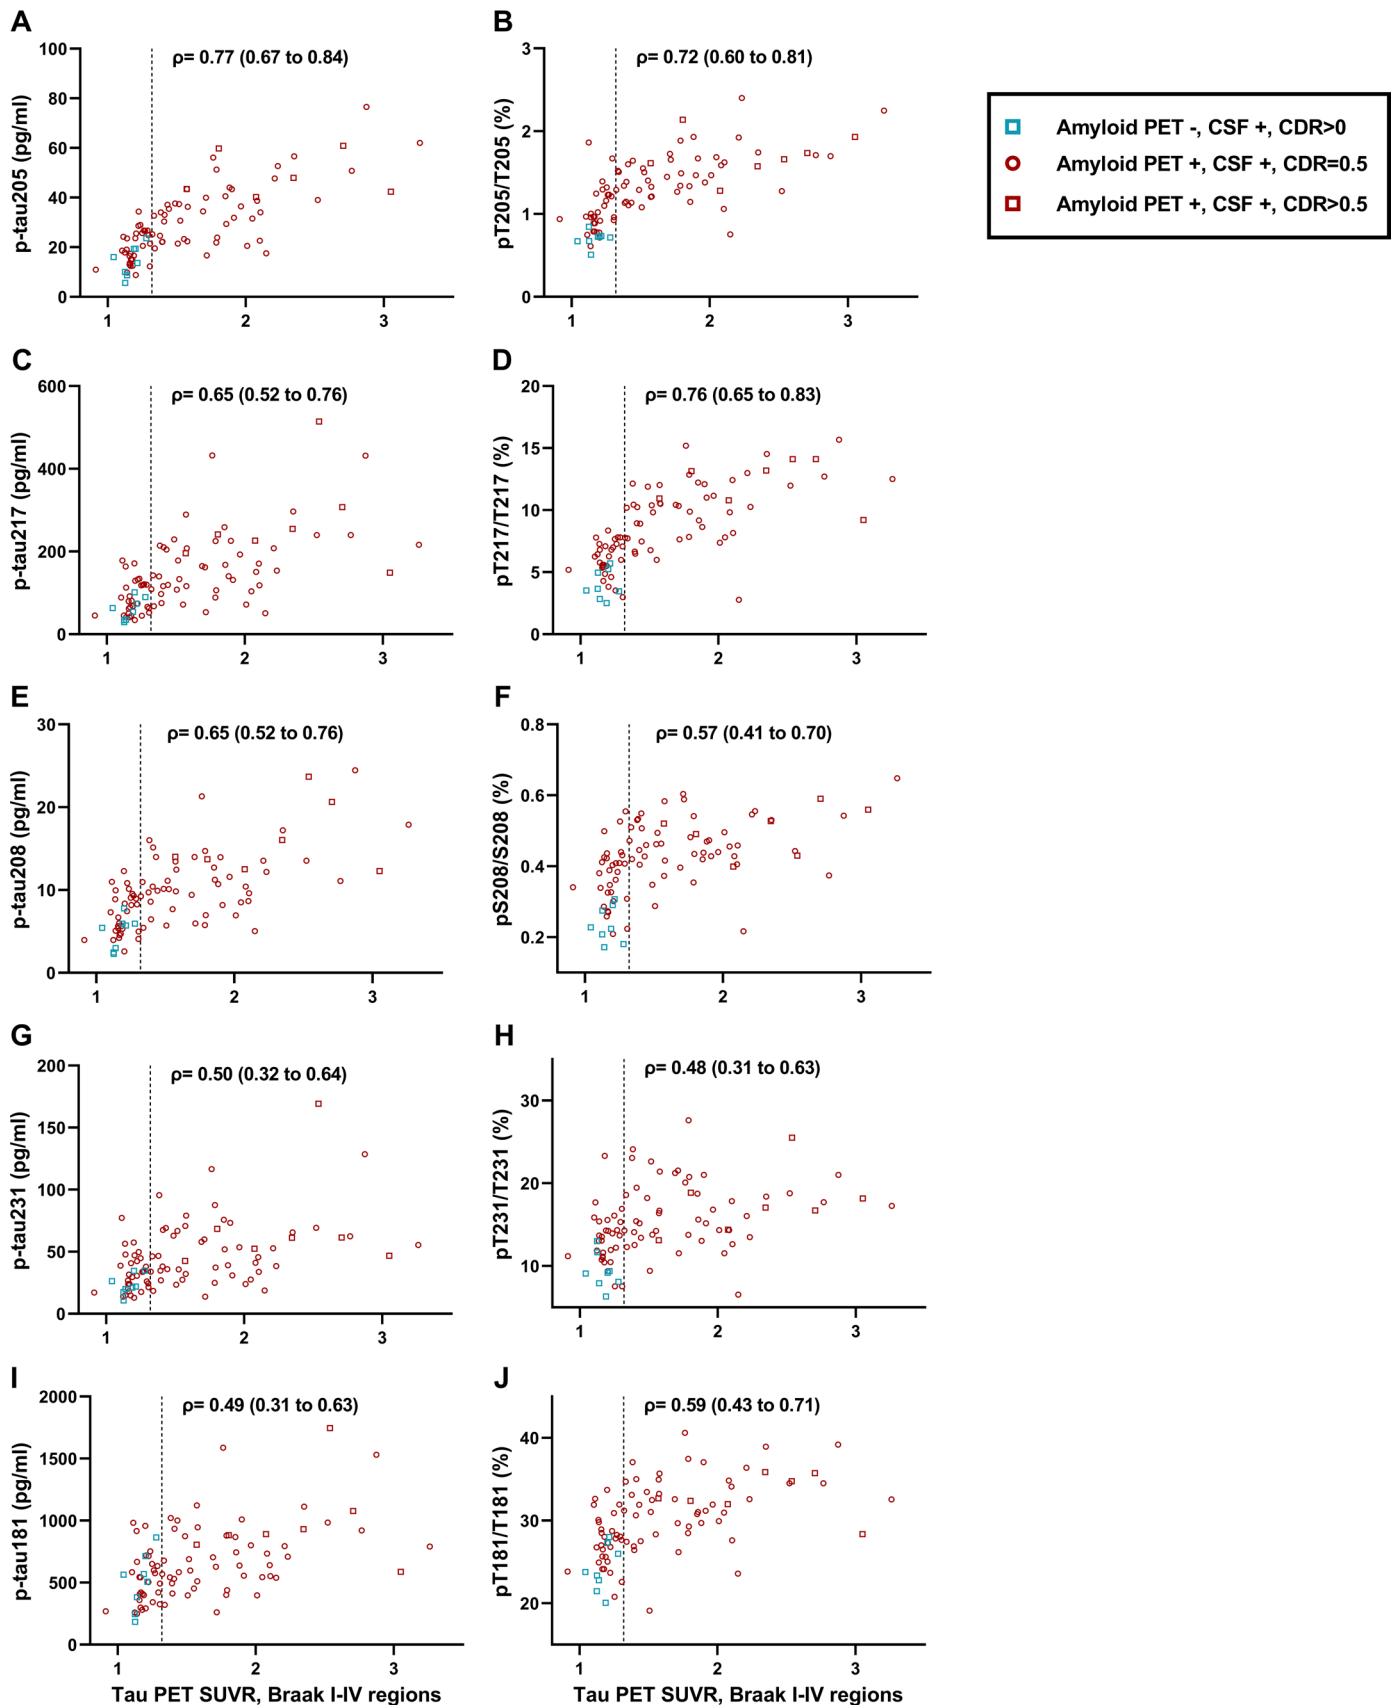 A
ρ= 0.77 (0.67 to 0.84)
p-tau205 (pg/ml)
100
80
60
40
20
0
1 2 3
B
ρ= 0.72 (0.60 to 0.81)
pT205/T205 (%)
3
2
1
0
1 2 3
Amyloid PET -, CSF +, CDR>0
Amyloid PET +, CSF +, CDR=0.5
Amyloid PET +, CSF +, CDR>0.5
C
ρ= 0.65 (0.52 to 0.76)
p-tau217 (pg/ml)
600
400
200
0
1 2 3
D
ρ= 0.76 (0.65 to 0.83)
pT217/T217 (%)
20
15
10
5
0
1 2 3
E
ρ= 0.65 (0.52 to 0.76)
p-tau208 (pg/ml)
30
20
10
0
1 2 3
F
ρ= 0.57 (0.41 to 0.70)
pS208/S208 (%)
0.8
0.6
0.4
0.2
1 2 3
G
ρ= 0.50 (0.32 to 0.64)
p-tau231 (pg/ml)
200
150
100
50
0
1 2 3
H
ρ= 0.48 (0.31 to 0.63)
pT231/T231 (%)
30
20
10
1 2 3
I
ρ= 0.49 (0.31 to 0.63)
p-tau181 (pg/ml)
2000
1500
1000
500
0
1 2 3
Tau PET SUVR, Braak I-IV regions
J
ρ= 0.59 (0.43 to 0.71)
pT181/T181 (%)
40
30
20
1 2 3
Tau PET SUVR, Braak I-IV regions